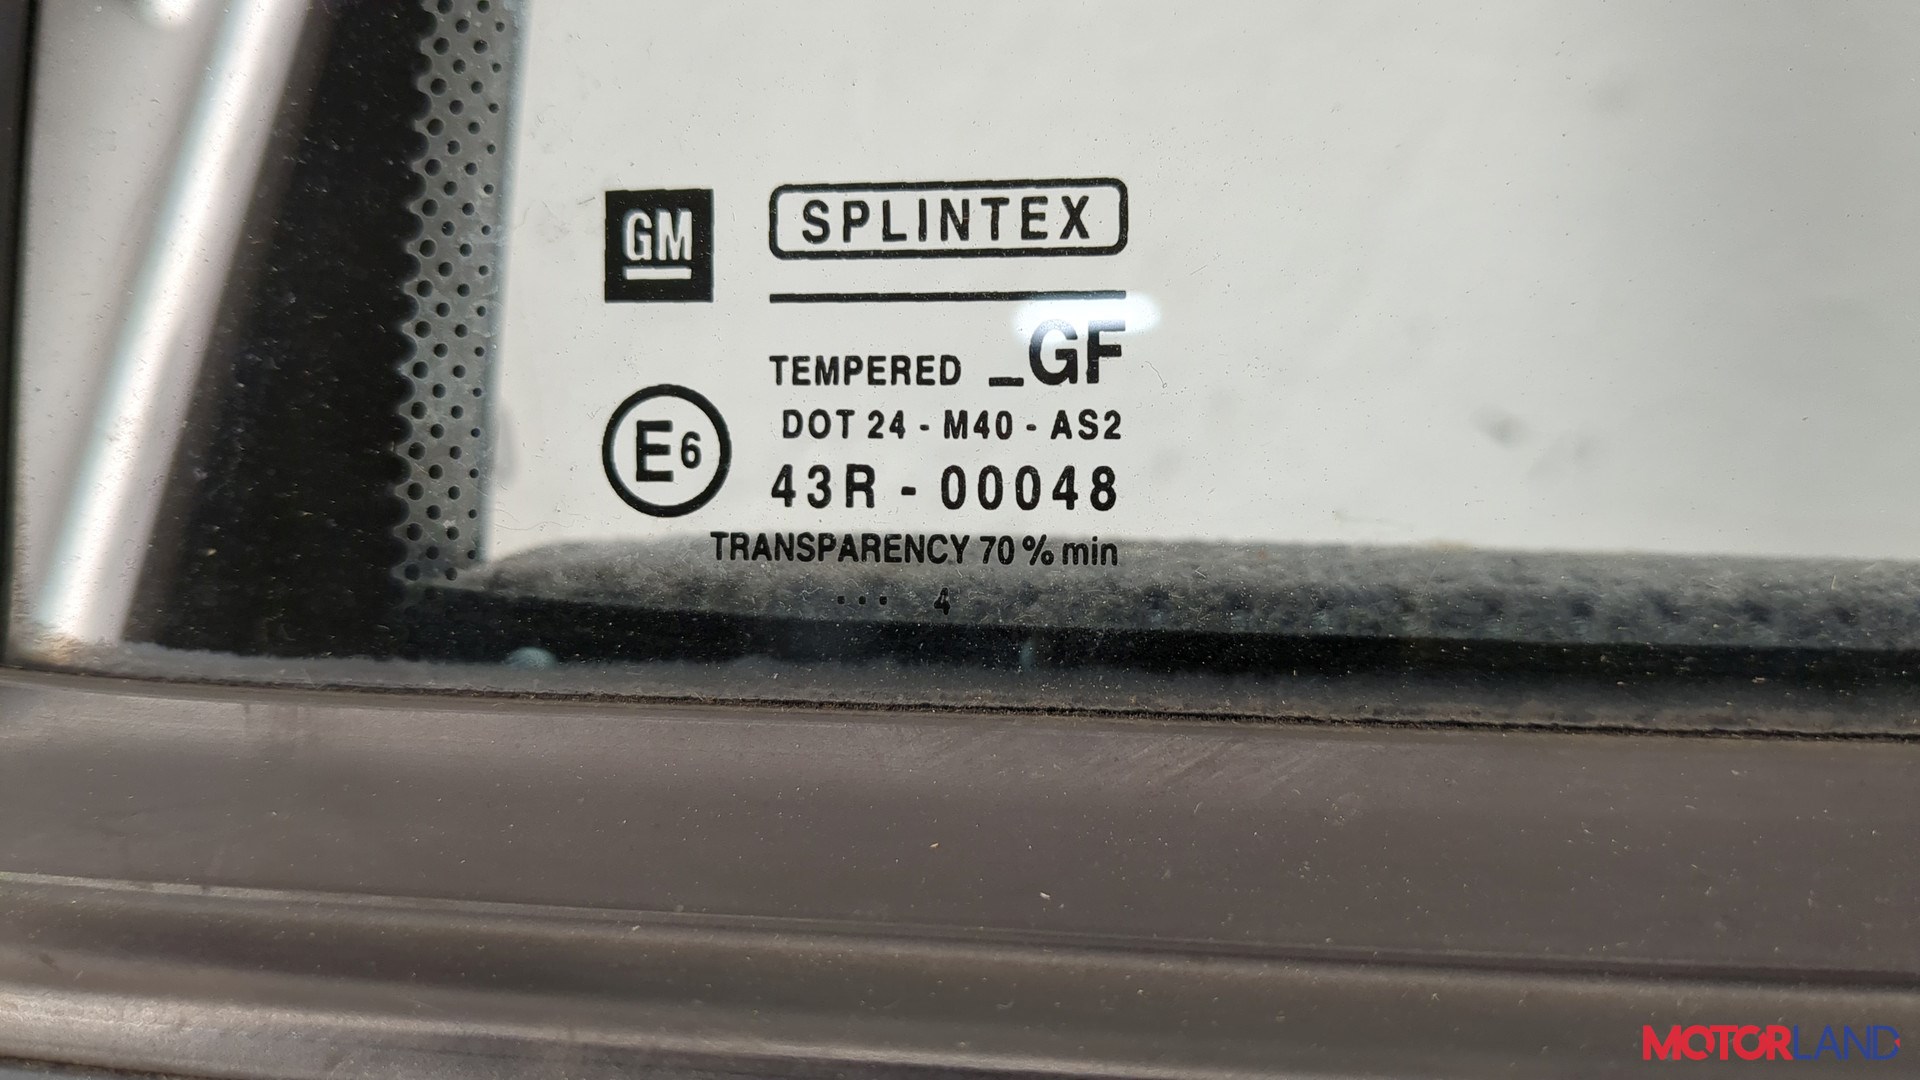 GM
SPLINTEX
TEMPERED _GF
DOT 24 - M40 - AS2
E6
43R - 00048
TRANSPARENCY 70% min
... 4
MOTORLAND